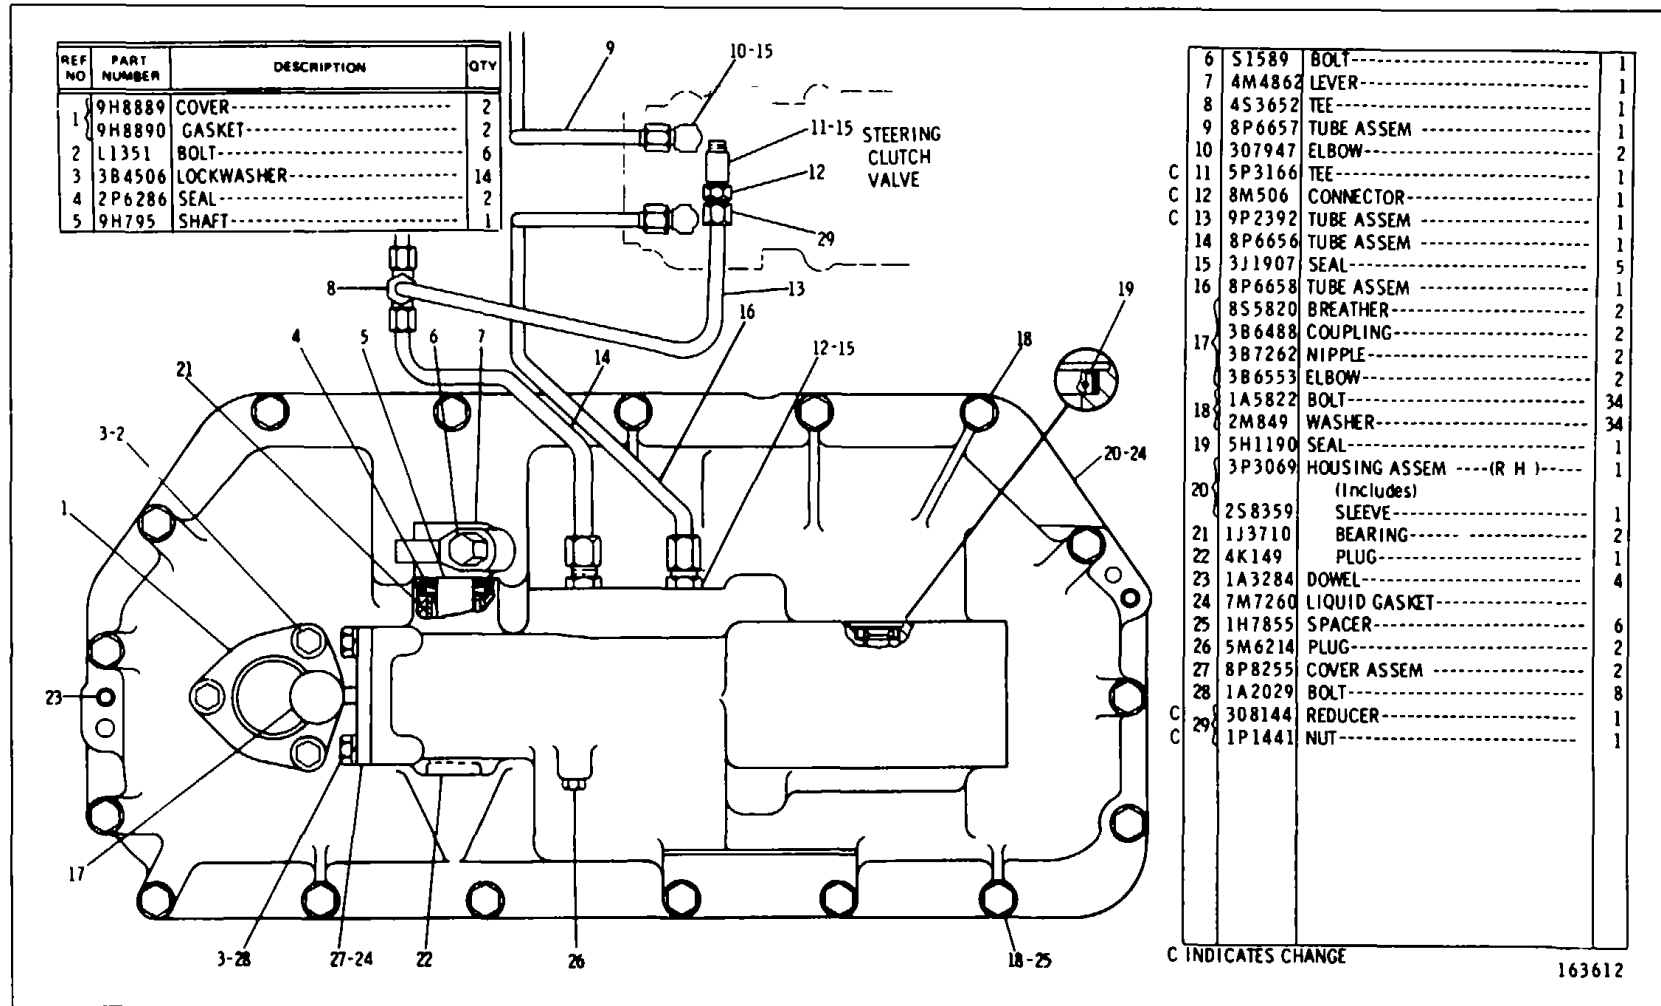 REF NO PART NUMBER DESCRIPTION QTY
1 9H8889 COVER 2
9H8890 GASKET 2
2 L1351 BOLT 6
3 3B4506 LOCKWASHER 14
4 2P6286 SEAL 2
5 9H795 SHAFT 1
9
10-15
11-15
STEERING
CLUTCH
VALVE
12
29
8
13
16
19
4
5
6
7
14
12-15
18
21
3-2
20-24
1
23
17
3-28
27-24
22
26
18-25
6 S1589 BOLT 1
7 4M4862 LEVER 1
8 4S3652 TEE 1
9 8P6657 TUBE ASSEM 1
10 307947 ELBOW 2
C 11 5P3166 TEE 1
C 12 8M506 CONNECTOR 1
C 13 9P2392 TUBE ASSEM 1
14 8P6656 TUBE ASSEM 1
15 3J1907 SEAL 5
16 8P6658 TUBE ASSEM 1
8S5820 BREATHER 2
3B6488 COUPLING 2
17 3B7262 NIPPLE 2
3B6553 ELBOW 2
18 1A5822 BOLT 34
2M849 WASHER 34
19 5H1190 SEAL 1
3P3069 HOUSING ASSEM ----(R H)----- 1
20 (Includes)
2S8359 SLEEVE 1
21 1J3710 BEARING 2
22 4K149 PLUG 1
23 1A3284 DOWEL 4
24 7M7260 LIQUID GASKET
25 1H7855 SPACER 6
26 5M6214 PLUG 2
27 8P8255 COVER ASSEM 2
28 1A2029 BOLT 8
C 29 308144 REDUCER 1
C 1P1441 NUT 1
C INDICATES CHANGE
163612